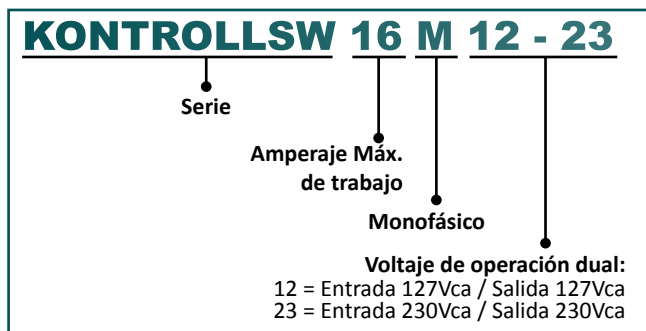 KONTROLLSW 16 M 12 - 23
Serie
Amperaje Máx.
de trabajo
Monofásico
Voltaje de operación dual:
12 = Entrada 127Vca / Salida 127Vca
23 = Entrada 230Vca / Salida 230Vca